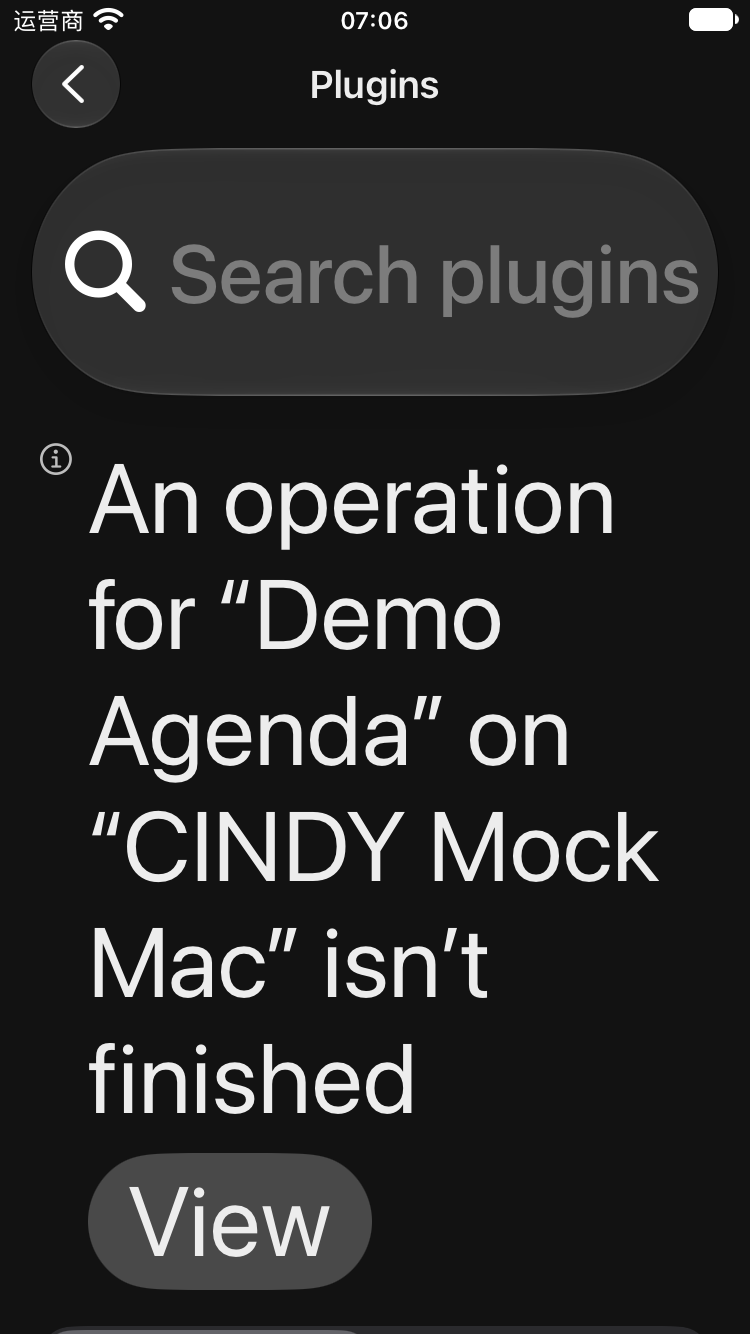 运营商
07:06
Plugins
Search plugins
An operation
for “Demo
Agenda” on
“CINDY Mock
Mac” isn’t
finished
View